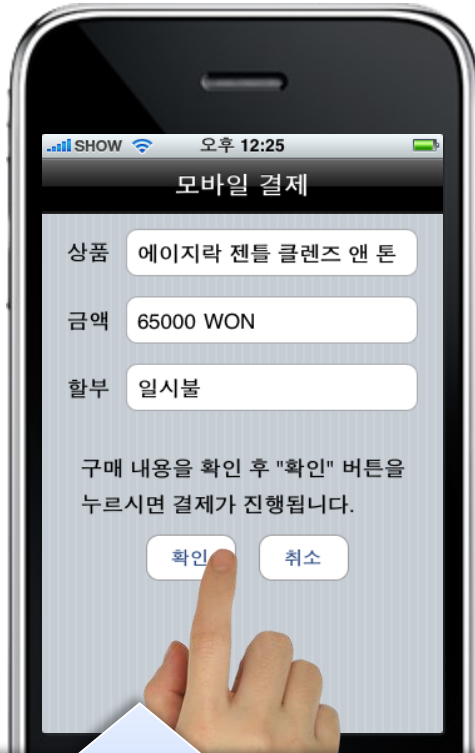 SHOW 오후 12:25
모바일 결제
상품 에이지락 젠틀 클렌즈 앤 톤
금액 65000 WON
할부 일시불
구매 내용을 확인 후 "확인" 버튼을
누르시면 결제가 진행됩니다.
확인 취소